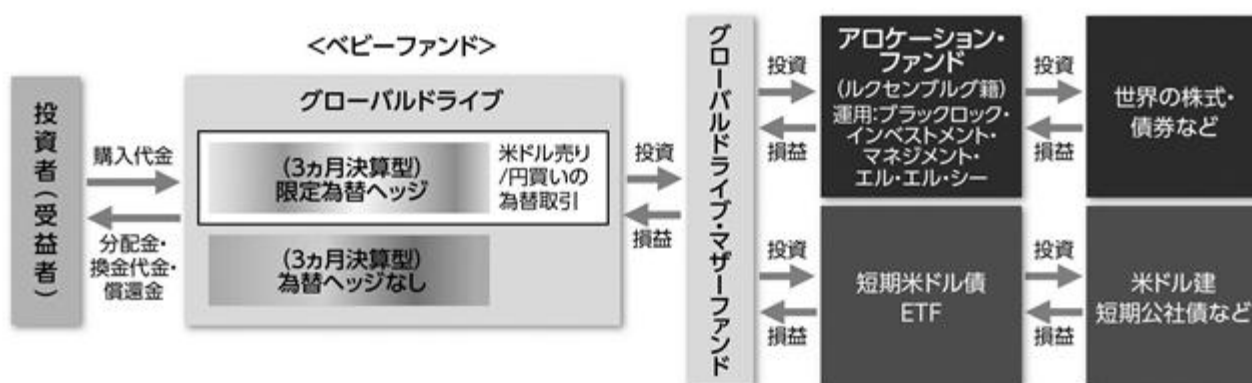 <ベビーファンド>
投資者(受益者)
購入代金
分配金・
換金代金・
償還金
グローバルドライブ
(3ヵ月決算型)
限定為替ヘッジ
米ドル売り
/円買いの
為替取引
(3ヵ月決算型)
為替ヘッジなし
投資
損益
グローバルドライブ・マザーファンド
投資
損益
アロケーション・
ファンド
(ルクセンブルグ籍)
運用:ブラックロック・
インベストメント・
マネジメント・
エル・エル・シー
投資
損益
世界の株式・
債券など
投資
損益
短期米ドル債
ETF
投資
損益
米ドル建
短期公社債など